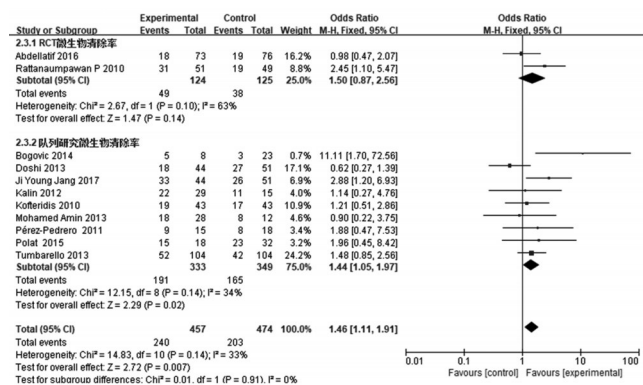 Experimental Control Odds Ratio Odds Ratio
Study or Subgroup Events Total Events Total Weight M-H, Fixed, 95% CI M-H, Fixed, 95% CI
2.3.1 RCT微生物清除率
Abdellatif 2016 18 73 19 76 16.2% 0.98 [0.47, 2.07]
Rattanaumpawan P 2010 31 51 19 49 8.8% 2.45 [1.10, 5.47]
Subtotal (95% CI) 124 125 25.0% 1.50 [0.87, 2.56]
Total events 49 38
Heterogeneity: Chi² = 2.67, df = 1 (P = 0.10); I² = 63%
Test for overall effect: Z = 1.47 (P = 0.14)
2.3.2 队列研究微生物清除率
Bogovic 2014 5 8 3 23 0.7% 11.11 [1.70, 72.56]
Doshi 2013 18 44 27 51 14.9% 0.62 [0.27, 1.39]
Ji Young Jang 2017 33 44 26 51 5.8% 2.88 [1.20, 6.93]
Kalin 2012 22 29 11 15 3.5% 1.14 [0.27, 4.76]
Kofteridis 2010 19 43 17 43 10.9% 1.21 [0.51, 2.86]
Mohamed Amin 2013 18 28 8 12 4.5% 0.90 [0.22, 3.75]
Pérez-Pedrero 2011 9 15 8 18 3.4% 1.88 [0.47, 7.53]
Polat 2015 15 18 23 32 3.2% 1.96 [0.45, 8.42]
Tumbarello 2013 52 104 42 104 24.2% 1.48 [0.85, 2.56]
Subtotal (95% CI) 333 349 75.0% 1.44 [1.05, 1.97]
Total events 191 165
Heterogeneity: Chi² = 12.15, df = 8 (P = 0.14); I² = 34%
Test for overall effect: Z = 2.29 (P = 0.02)
Total (95% CI) 457 474 100.0% 1.46 [1.11, 1.91]
Total events 240 203
Heterogeneity: Chi² = 14.83, df = 10 (P = 0.14); I² = 33%
Test for overall effect: Z = 2.72 (P = 0.007)
Test for subgroup differences: Chi² = 0.01, df = 1 (P = 0.91), I² = 0%
0.01 0.1 1 10 100
Favours [control] Favours [experimental]